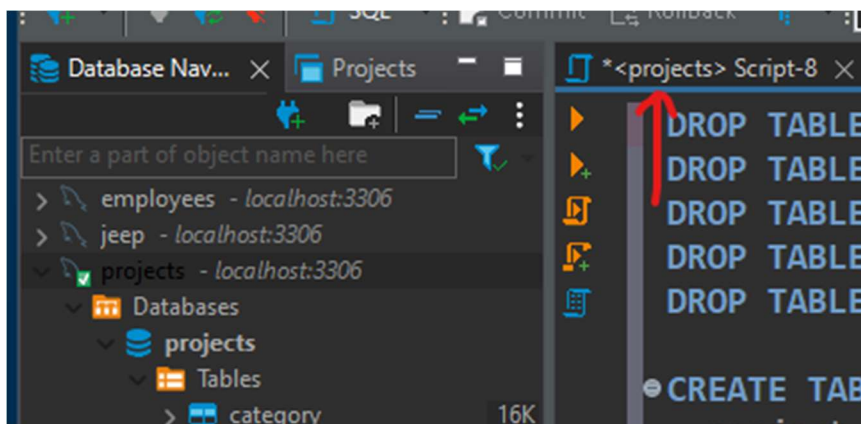 SQL Commit Rollback
Database Nav... Projects
*<projects> Script-8
Enter a part of object name here
employees - localhost:3306
jeep - localhost:3306
projects - localhost:3306
Databases
projects
Tables
category 16K
DROP TABLE
DROP TABLE
DROP TABLE
DROP TABLE
DROP TABLE
CREATE TAB